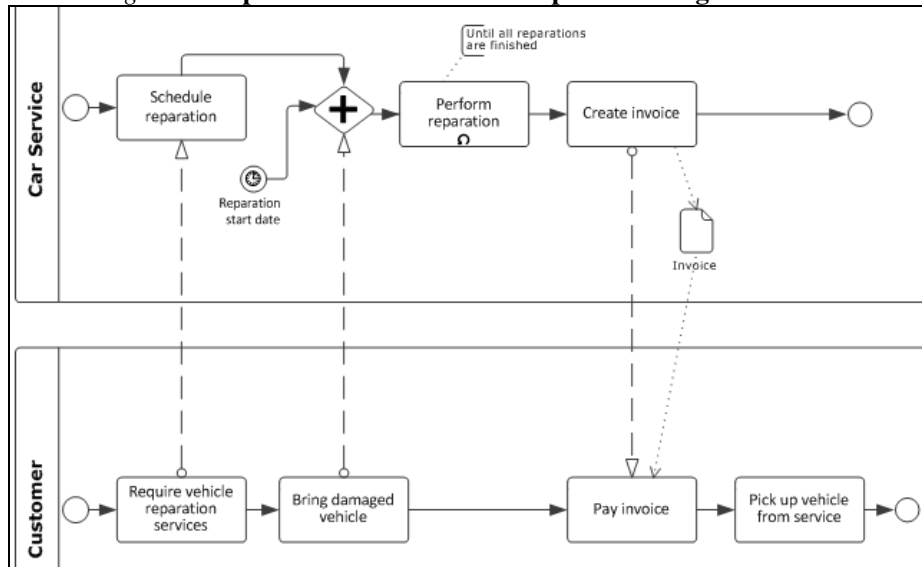 Until all reparations
are finished
Car Service
Schedule
reparation
Perform
reparation
Create invoice
Reparation
start date
Invoice
Customer
Require vehicle
reparation
services
Bring damaged
vehicle
Pay invoice
Pick up vehicle
from service